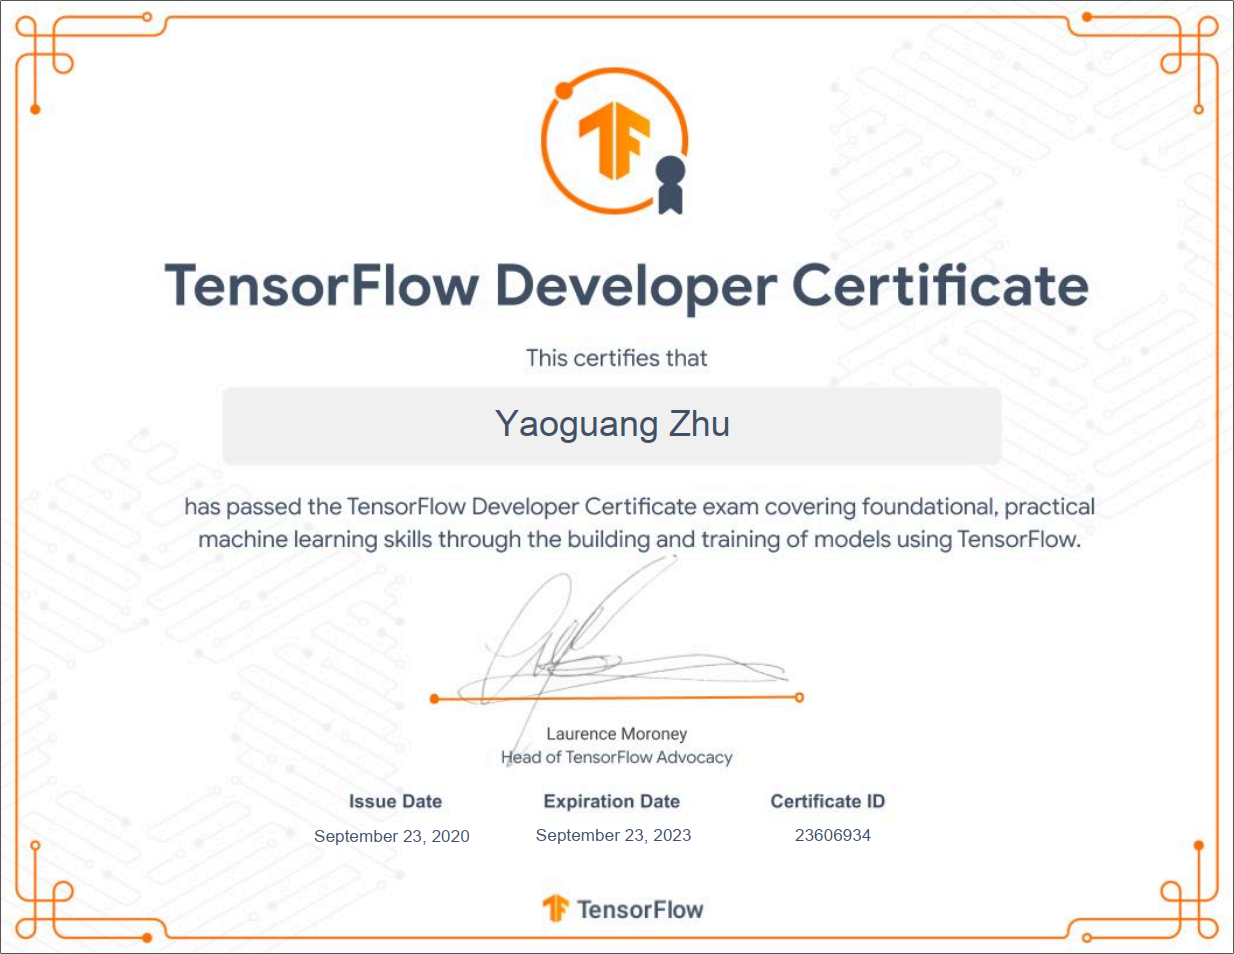 TensorFlow Developer Certificate
This certifies that
Yaoguang Zhu
has passed the TensorFlow Developer Certificate exam covering foundational, practical
machine learning skills through the building and training of models using TensorFlow.
Laurence Moroney
Head of TensorFlow Advocacy
Issue Date Expiration Date Certificate ID
September 23, 2020 September 23, 2023 23606934
TensorFlow